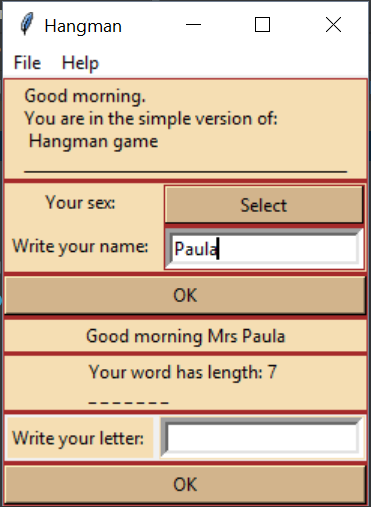 Hangman
File Help
Good morning.
You are in the simple version of:
Hangman game
___________________________________
Your sex: Select
Write your name: Paula
OK
Good morning Mrs Paula
Your word has length: 7
_ _ _ _ _ _ _
Write your letter:
OK